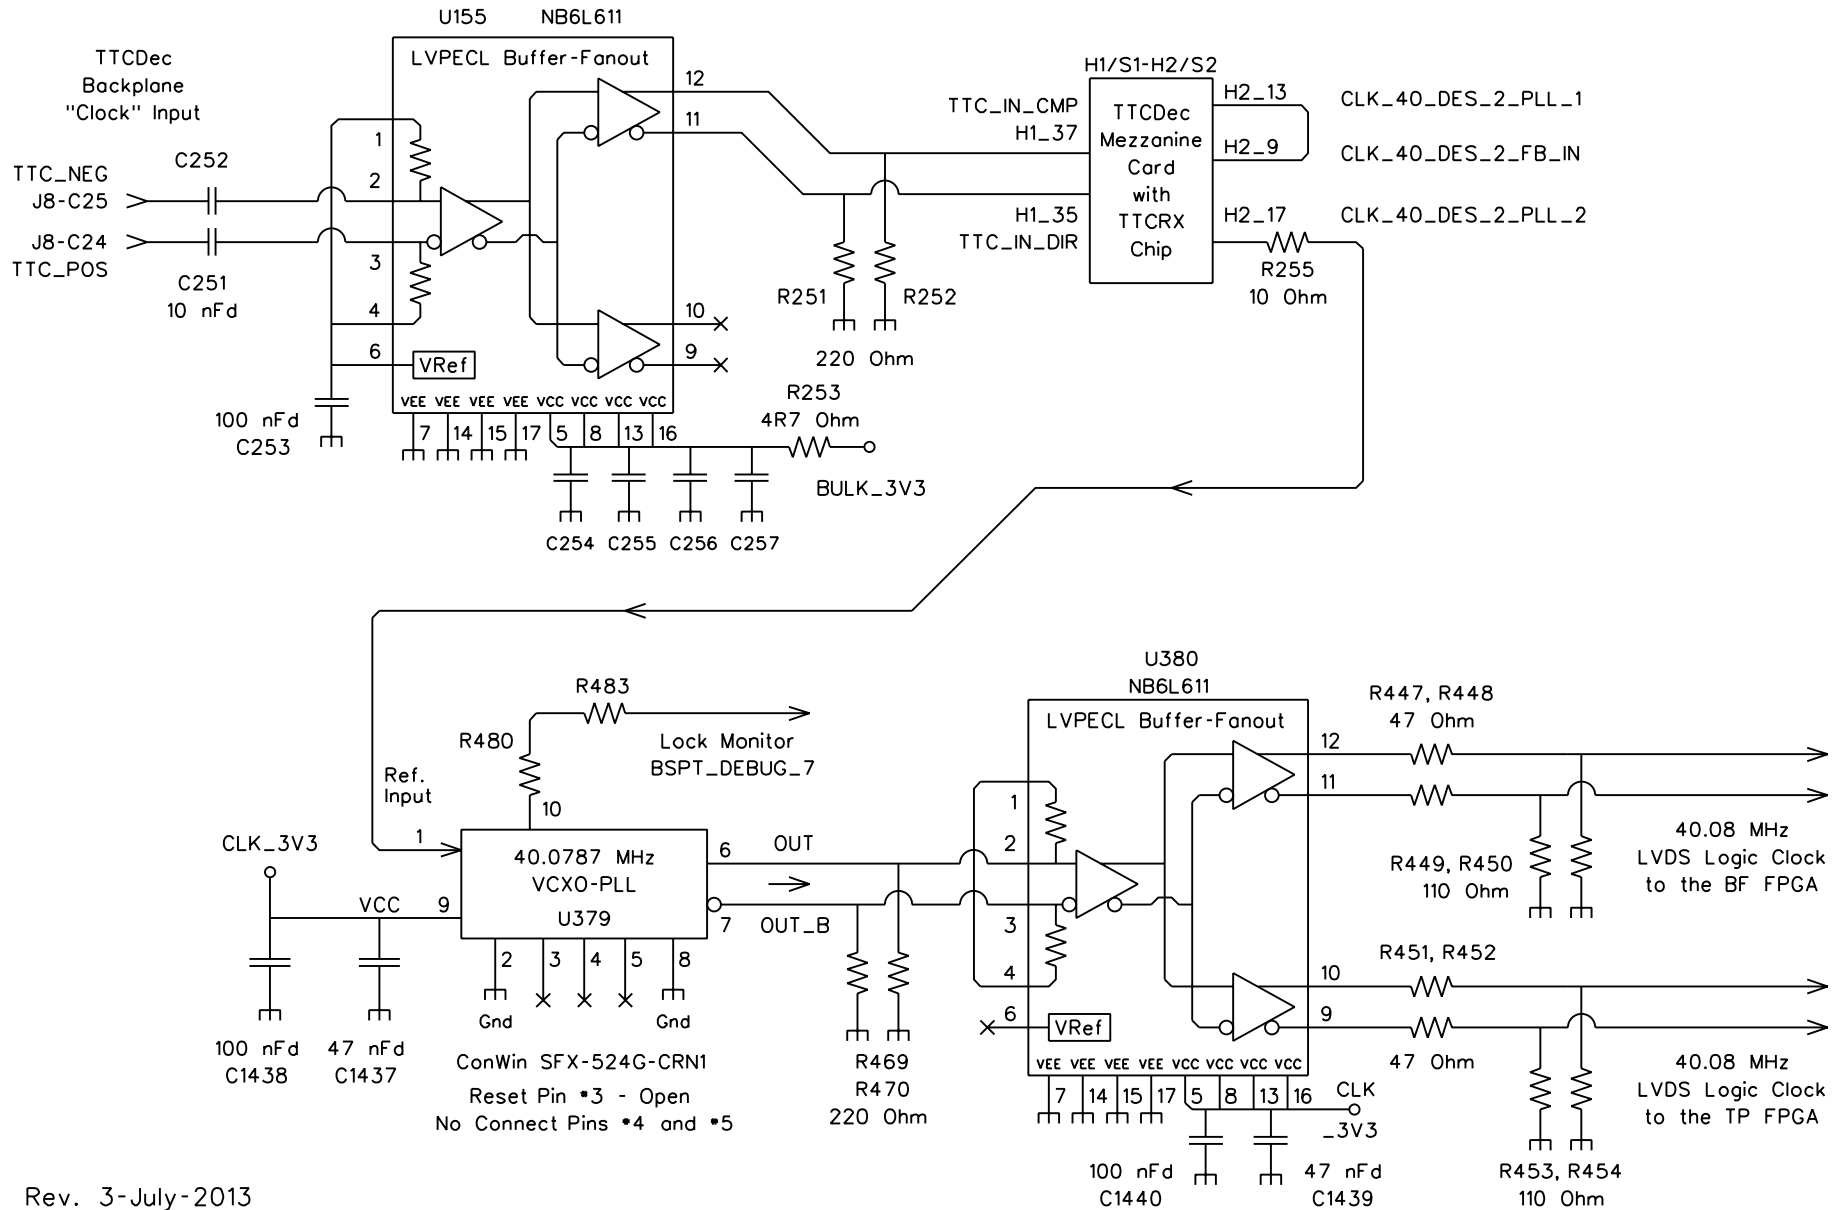 U155 NB6L611
LVPECL Buffer-Fanout
TTCDec
Backplane
"Clock" Input
TTC_NEG
J8-C25
J8-C24
TTC_POS
C252
C251
10 nFd
1
2
3
4
6
VRef
12
11
10
9
VEE VEE VEE VEE VCC VCC VCC VCC
7 14 15 17 5 8 13 16
100 nFd
C253
R253
4R7 Ohm
BULK_3V3
C254 C255 C256 C257
R251
R252
220 Ohm
TTC_IN_CMP
H1_37
H1_35
TTC_IN_DIR
H1/S1-H2/S2
TTCDec
Mezzanine
Card
with
TTCRX
Chip
H2_13
H2_9
H2_17
R255
10 Ohm
CLK_40_DES_2_PLL_1
CLK_40_DES_2_FB_IN
CLK_40_DES_2_PLL_2
R483
R480
Lock Monitor
BSPT_DEBUG_7
Ref.
Input
1
10
CLK_3V3
VCC 9
40.0787 MHz
VCXO-PLL
U379
6
7
OUT
OUT_B
2 3 4 5 8
Gnd
Gnd
100 nFd
C1438
47 nFd
C1437
ConWin SFX-524G-CRN1
Reset Pin *3 - Open
No Connect Pins *4 and *5
R469
R470
220 Ohm
U380
NB6L611
LVPECL Buffer-Fanout
1
2
3
4
6
VRef
12
11
10
9
VEE VEE VEE VEE VCC VCC VCC VCC
7 14 15 17 5 8 13 16
CLK
_3V3
100 nFd
C1440
47 nFd
C1439
R447, R448
47 Ohm
R449, R450
110 Ohm
40.08 MHz
LVDS Logic Clock
to the BF FPGA
R451, R452
47 Ohm
40.08 MHz
LVDS Logic Clock
to the TP FPGA
R453, R454
110 Ohm
Rev. 3-July-2013